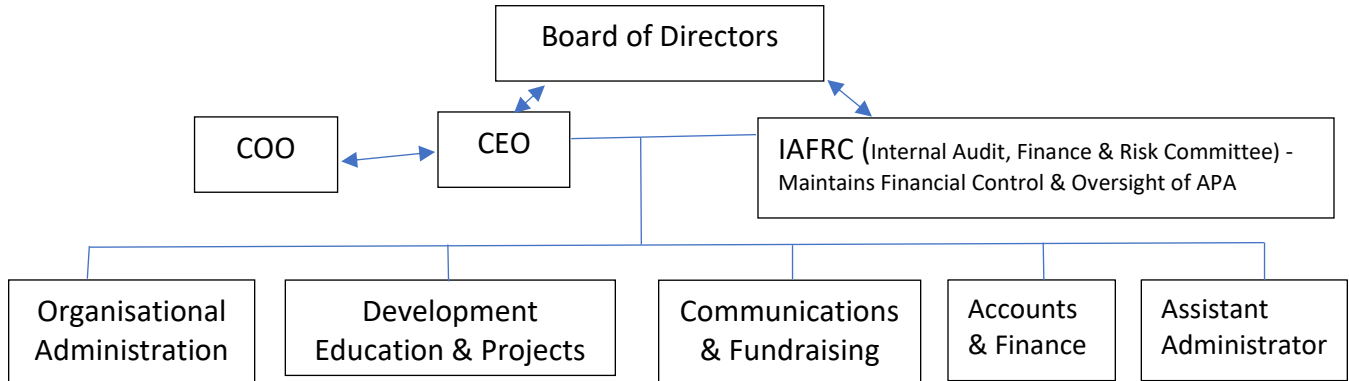 Board of Directors
COO
CEO
IAFRC (Internal Audit, Finance & Risk Committee) -
Maintains Financial Control & Oversight of APA
Organisational
Administration
Development
Education & Projects
Communications
& Fundraising
Accounts
& Finance
Assistant
Administrator